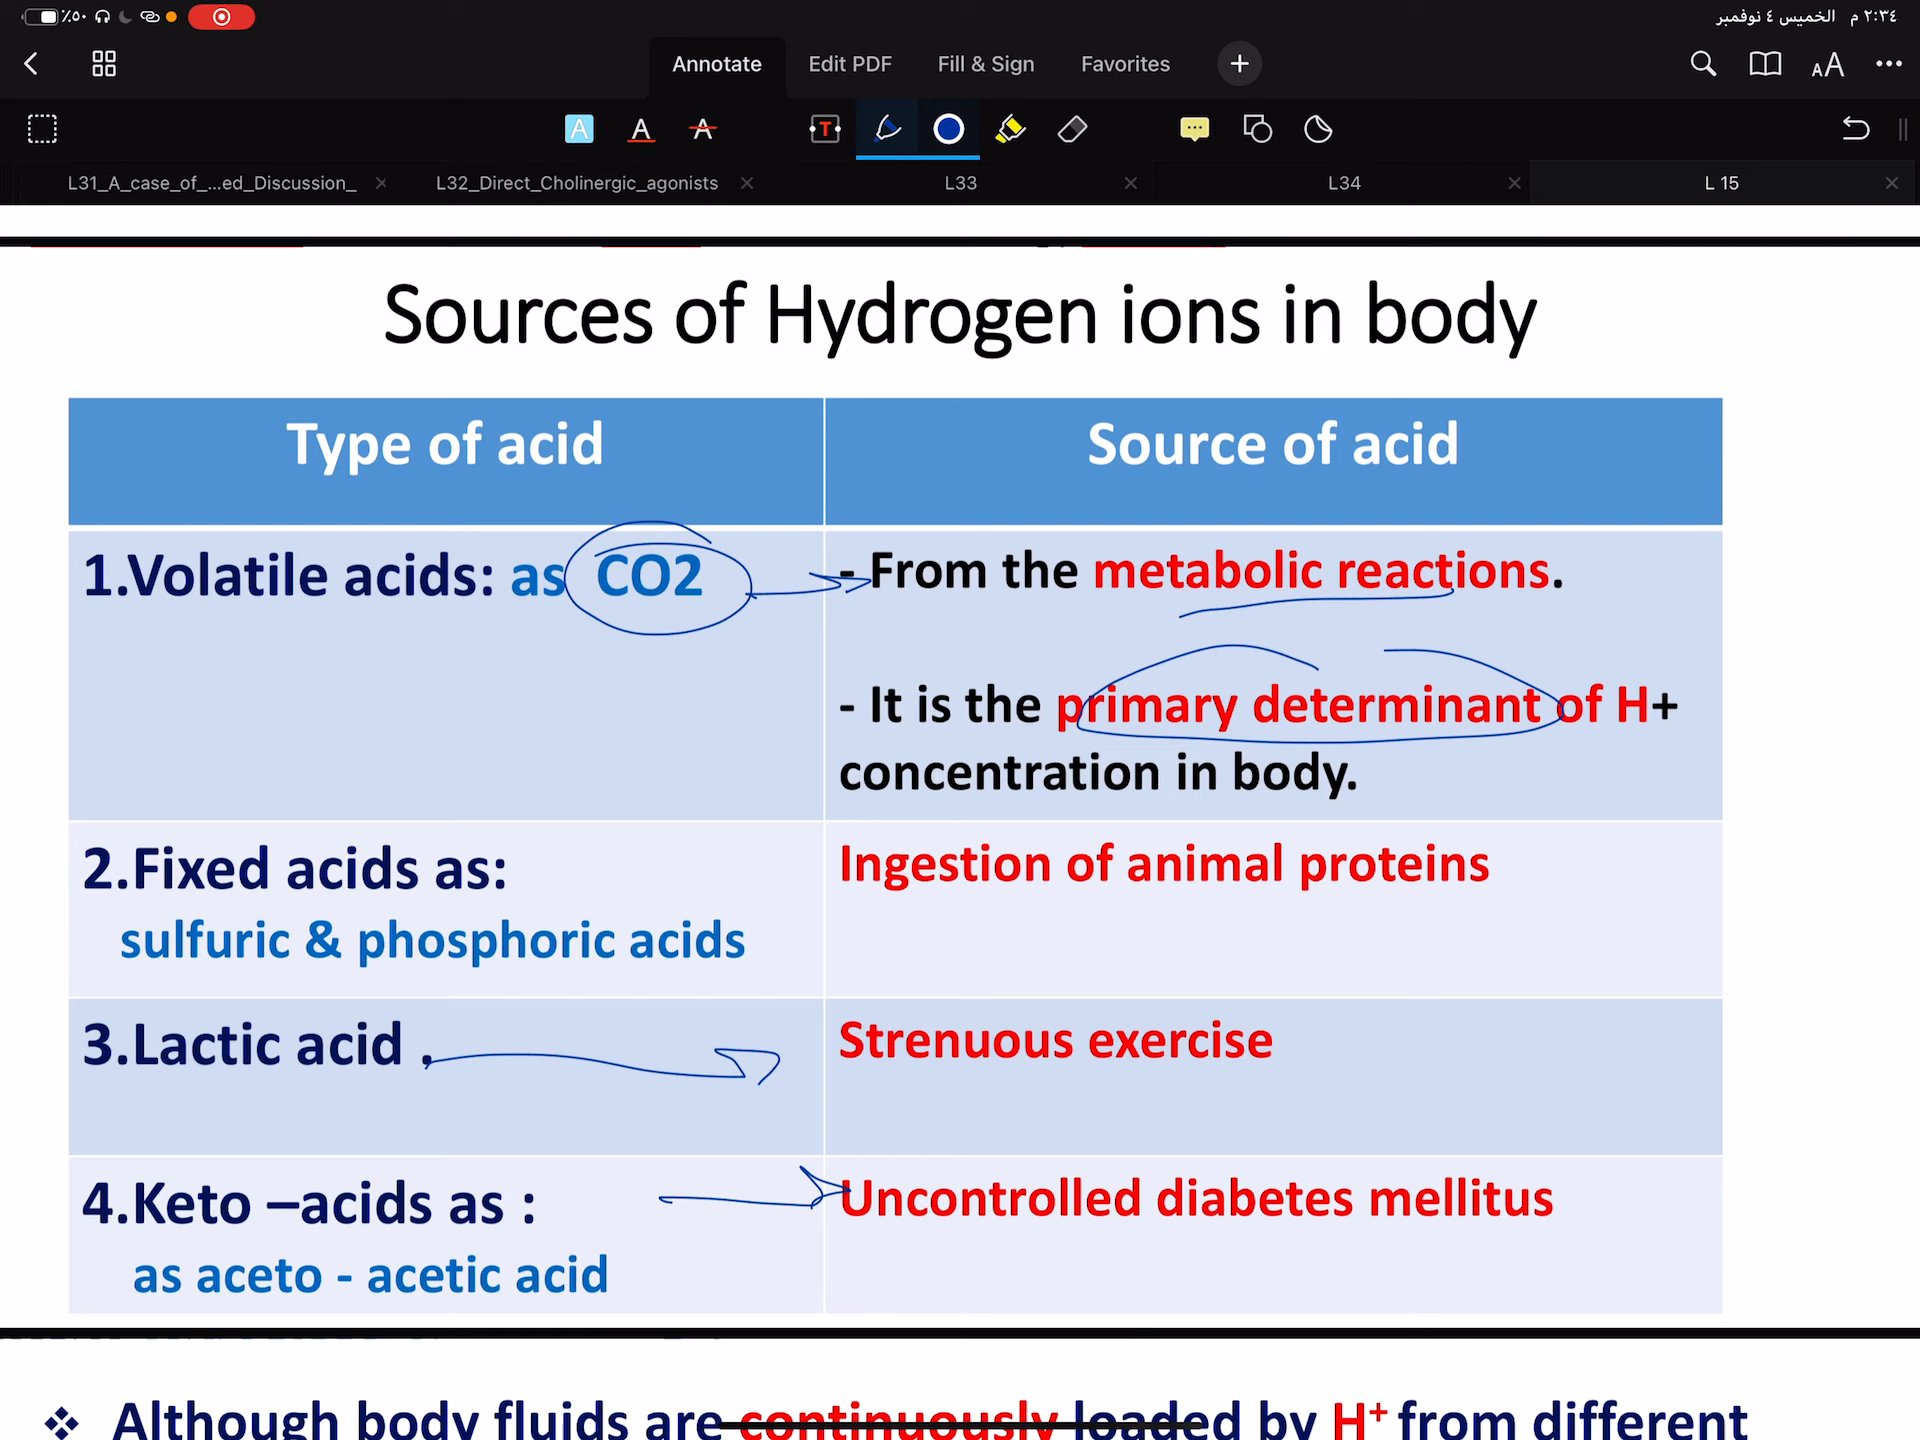 ٪٥٠ الخميس ٤ نوفمبر ٢:٣٤ م
Annotate Edit PDF Fill & Sign Favorites
L31_A_case_of_...ed_Discussion_ L32_Direct_Cholinergic_agonists L33 L34 L 15
Sources of Hydrogen ions in body
Type of acid
Source of acid
1.Volatile acids: as CO2
- From the metabolic reactions.
- It is the primary determinant of H+
concentration in body.
2.Fixed acids as:
sulfuric & phosphoric acids
Ingestion of animal proteins
3.Lactic acid .
Strenuous exercise
4.Keto –acids as :
as aceto - acetic acid
Uncontrolled diabetes mellitus
❖ Although body fluids are continuously loaded by H⁺ from different